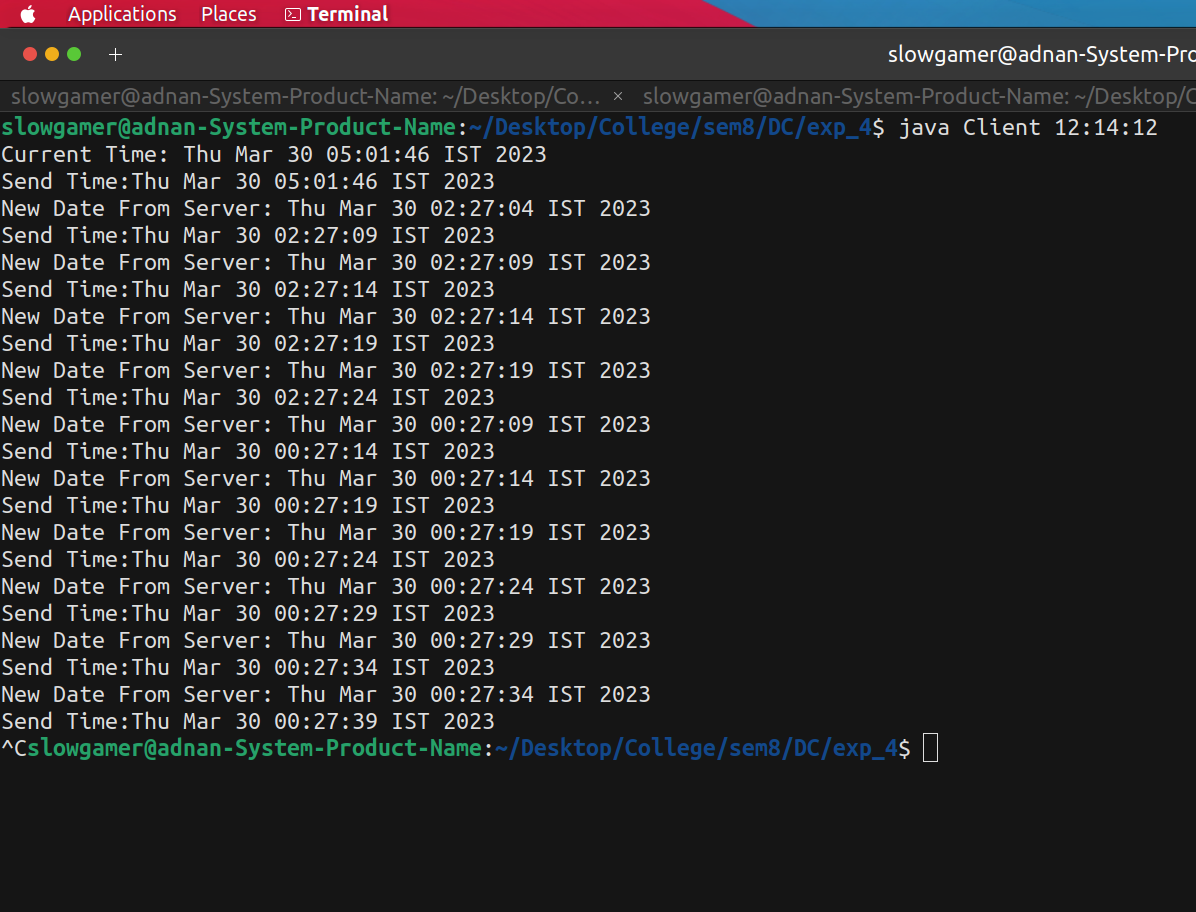 Applications Places Terminal
slowgamer@adnan-System-Pro
slowgamer@adnan-System-Product-Name: ~/Desktop/Co... × slowgamer@adnan-System-Product-Name: ~/Desktop/C
slowgamer@adnan-System-Product-Name:~/Desktop/College/sem8/DC/exp_4$ java Client 12:14:12
Current Time: Thu Mar 30 05:01:46 IST 2023
Send Time:Thu Mar 30 05:01:46 IST 2023
New Date From Server: Thu Mar 30 02:27:04 IST 2023
Send Time:Thu Mar 30 02:27:09 IST 2023
New Date From Server: Thu Mar 30 02:27:09 IST 2023
Send Time:Thu Mar 30 02:27:14 IST 2023
New Date From Server: Thu Mar 30 02:27:14 IST 2023
Send Time:Thu Mar 30 02:27:19 IST 2023
New Date From Server: Thu Mar 30 02:27:19 IST 2023
Send Time:Thu Mar 30 02:27:24 IST 2023
New Date From Server: Thu Mar 30 00:27:09 IST 2023
Send Time:Thu Mar 30 00:27:14 IST 2023
New Date From Server: Thu Mar 30 00:27:14 IST 2023
Send Time:Thu Mar 30 00:27:19 IST 2023
New Date From Server: Thu Mar 30 00:27:19 IST 2023
Send Time:Thu Mar 30 00:27:24 IST 2023
New Date From Server: Thu Mar 30 00:27:24 IST 2023
Send Time:Thu Mar 30 00:27:29 IST 2023
New Date From Server: Thu Mar 30 00:27:29 IST 2023
Send Time:Thu Mar 30 00:27:34 IST 2023
New Date From Server: Thu Mar 30 00:27:34 IST 2023
Send Time:Thu Mar 30 00:27:39 IST 2023
^Cslowgamer@adnan-System-Product-Name:~/Desktop/College/sem8/DC/exp_4$